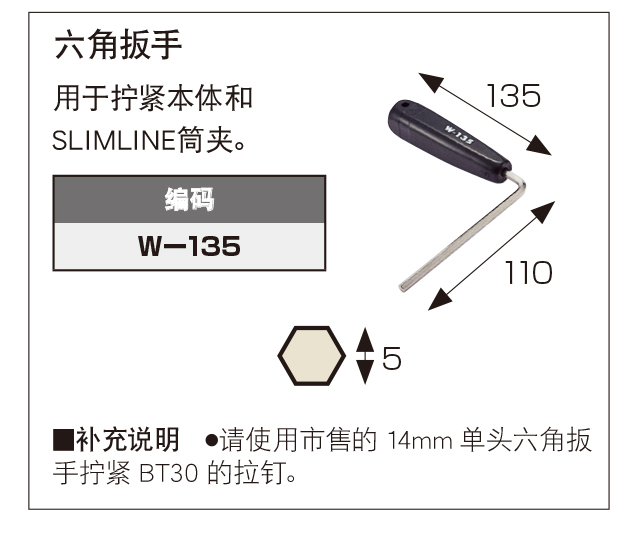 六角扳手
用于拧紧本体和
SLIMLINE筒夹。
编码
W－135
135
W-135
110
5
■补充说明 ●请使用市售的 14mm 单头六角扳
手拧紧 BT30 的拉钉。